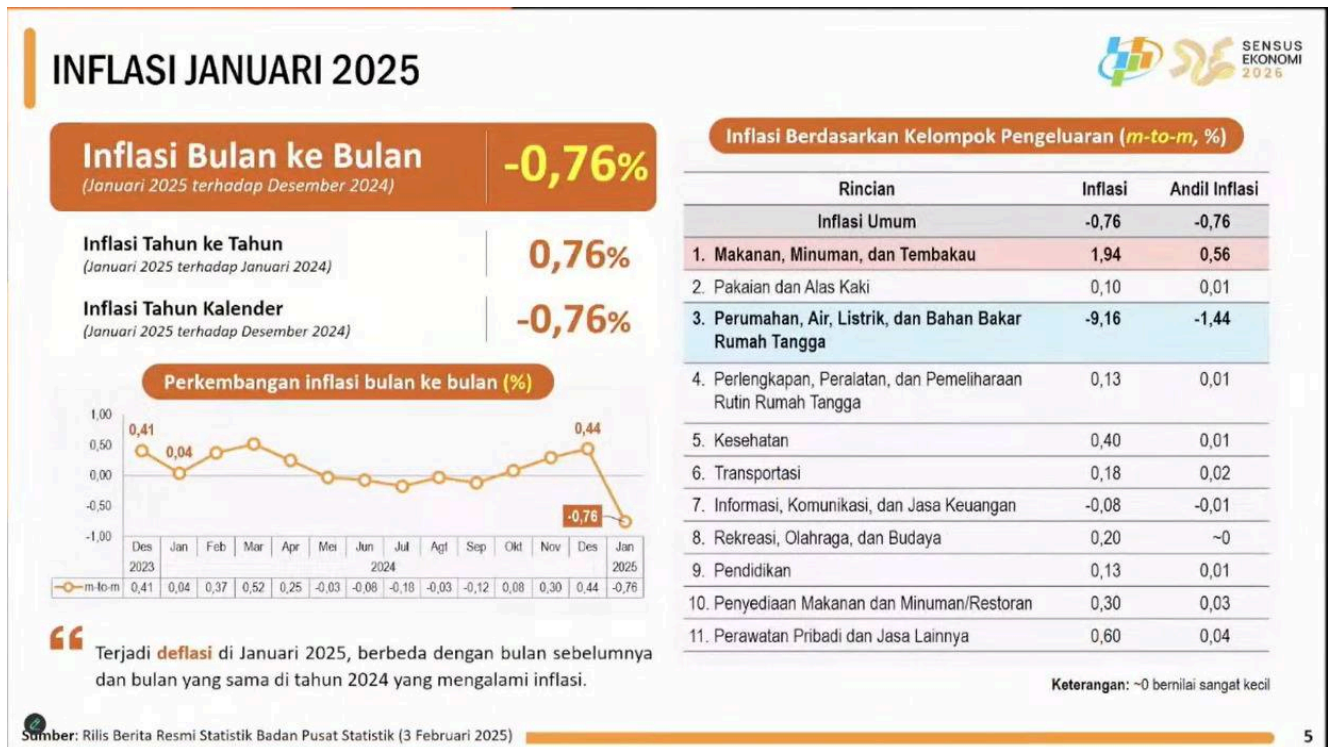 INFLASI JANUARI 2025
SENSUS
EKONOMI
2026
Inflasi Bulan ke Bulan
(Januari 2025 terhadap Desember 2024)
-0,76%
Inflasi Tahun ke Tahun
(Januari 2025 terhadap Januari 2024)
0,76%
Inflasi Tahun Kalender
(Januari 2025 terhadap Desember 2024)
-0,76%
Perkembangan inflasi bulan ke bulan (%)
1,00
0,50
0,00
-0,50
-1,00
0,41
0,04
0,44
-0,76
Des Jan Feb Mar Apr Mei Jun Jul Agt Sep Okt Nov Des Jan
2023 2024 2025
m-to-m 0,41 0,04 0,37 0,52 0,25 -0,03 -0,08 -0,18 -0,03 -0,12 0,08 0,30 0,44 -0,76
“ Terjadi deflasi di Januari 2025, berbeda dengan bulan sebelumnya
dan bulan yang sama di tahun 2024 yang mengalami inflasi.
Inflasi Berdasarkan Kelompok Pengeluaran (m-to-m, %)
Rincian Inflasi Andil Inflasi
Inflasi Umum -0,76 -0,76
1. Makanan, Minuman, dan Tembakau 1,94 0,56
2. Pakaian dan Alas Kaki 0,10 0,01
3. Perumahan, Air, Listrik, dan Bahan Bakar -9,16 -1,44
Rumah Tangga
4. Perlengkapan, Peralatan, dan Pemeliharaan 0,13 0,01
Rutin Rumah Tangga
5. Kesehatan 0,40 0,01
6. Transportasi 0,18 0,02
7. Informasi, Komunikasi, dan Jasa Keuangan -0,08 -0,01
8. Rekreasi, Olahraga, dan Budaya 0,20 ~0
9. Pendidikan 0,13 0,01
10. Penyediaan Makanan dan Minuman/Restoran 0,30 0,03
11. Perawatan Pribadi dan Jasa Lainnya 0,60 0,04
Keterangan: ~0 bernilai sangat kecil
Sumber: Rilis Berita Resmi Statistik Badan Pusat Statistik (3 Februari 2025)
5